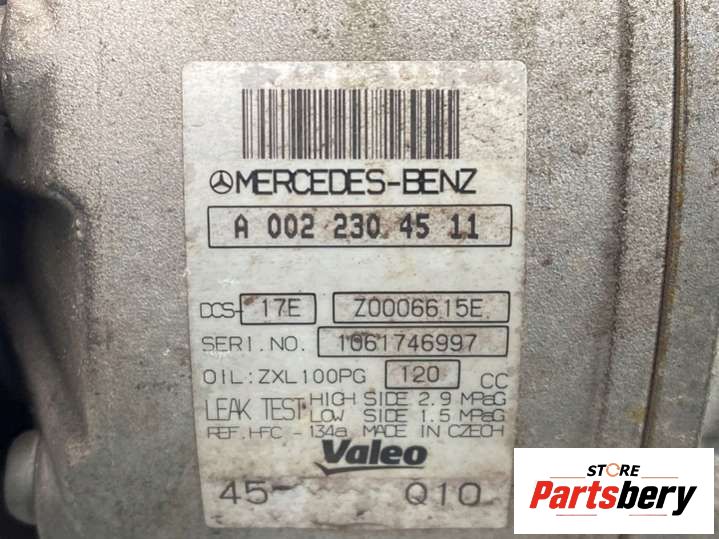 MERCEDES-BENZ
A 002 230 45 11
DCS- 17E Z0006615E
SERI.NO. 1061746997
OIL:ZXL100PG 120 CC
LEAK TEST HIGH SIDE 2.9 MPaG
LOW SIDE 1.5 MPaG
REF.HFC -134a MADE IN CZECH
Valeo
45- Q10
STORE
Partsbery